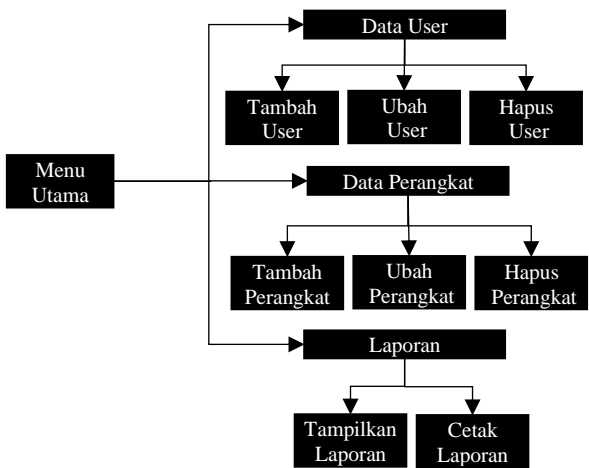 Data User
Tambah
User
Ubah
User
Hapus
User
Menu
Utama
Data Perangkat
Tambah
Perangkat
Ubah
Perangkat
Hapus
Perangkat
Laporan
Tampilkan
Laporan
Cetak
Laporan